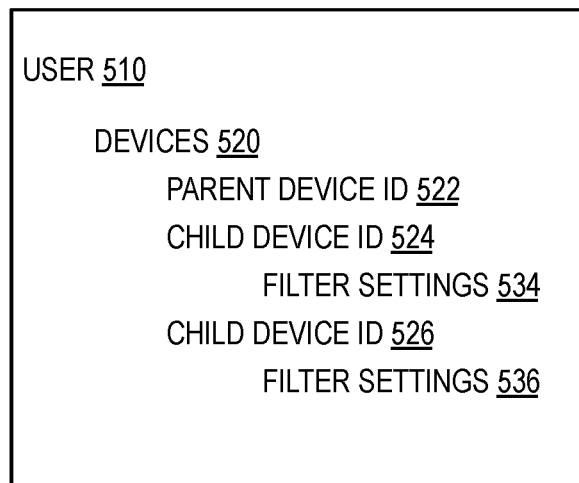 USER 510
DEVICES 520
PARENT DEVICE ID 522
CHILD DEVICE ID 524
FILTER SETTINGS 534
CHILD DEVICE ID 526
FILTER SETTINGS 536